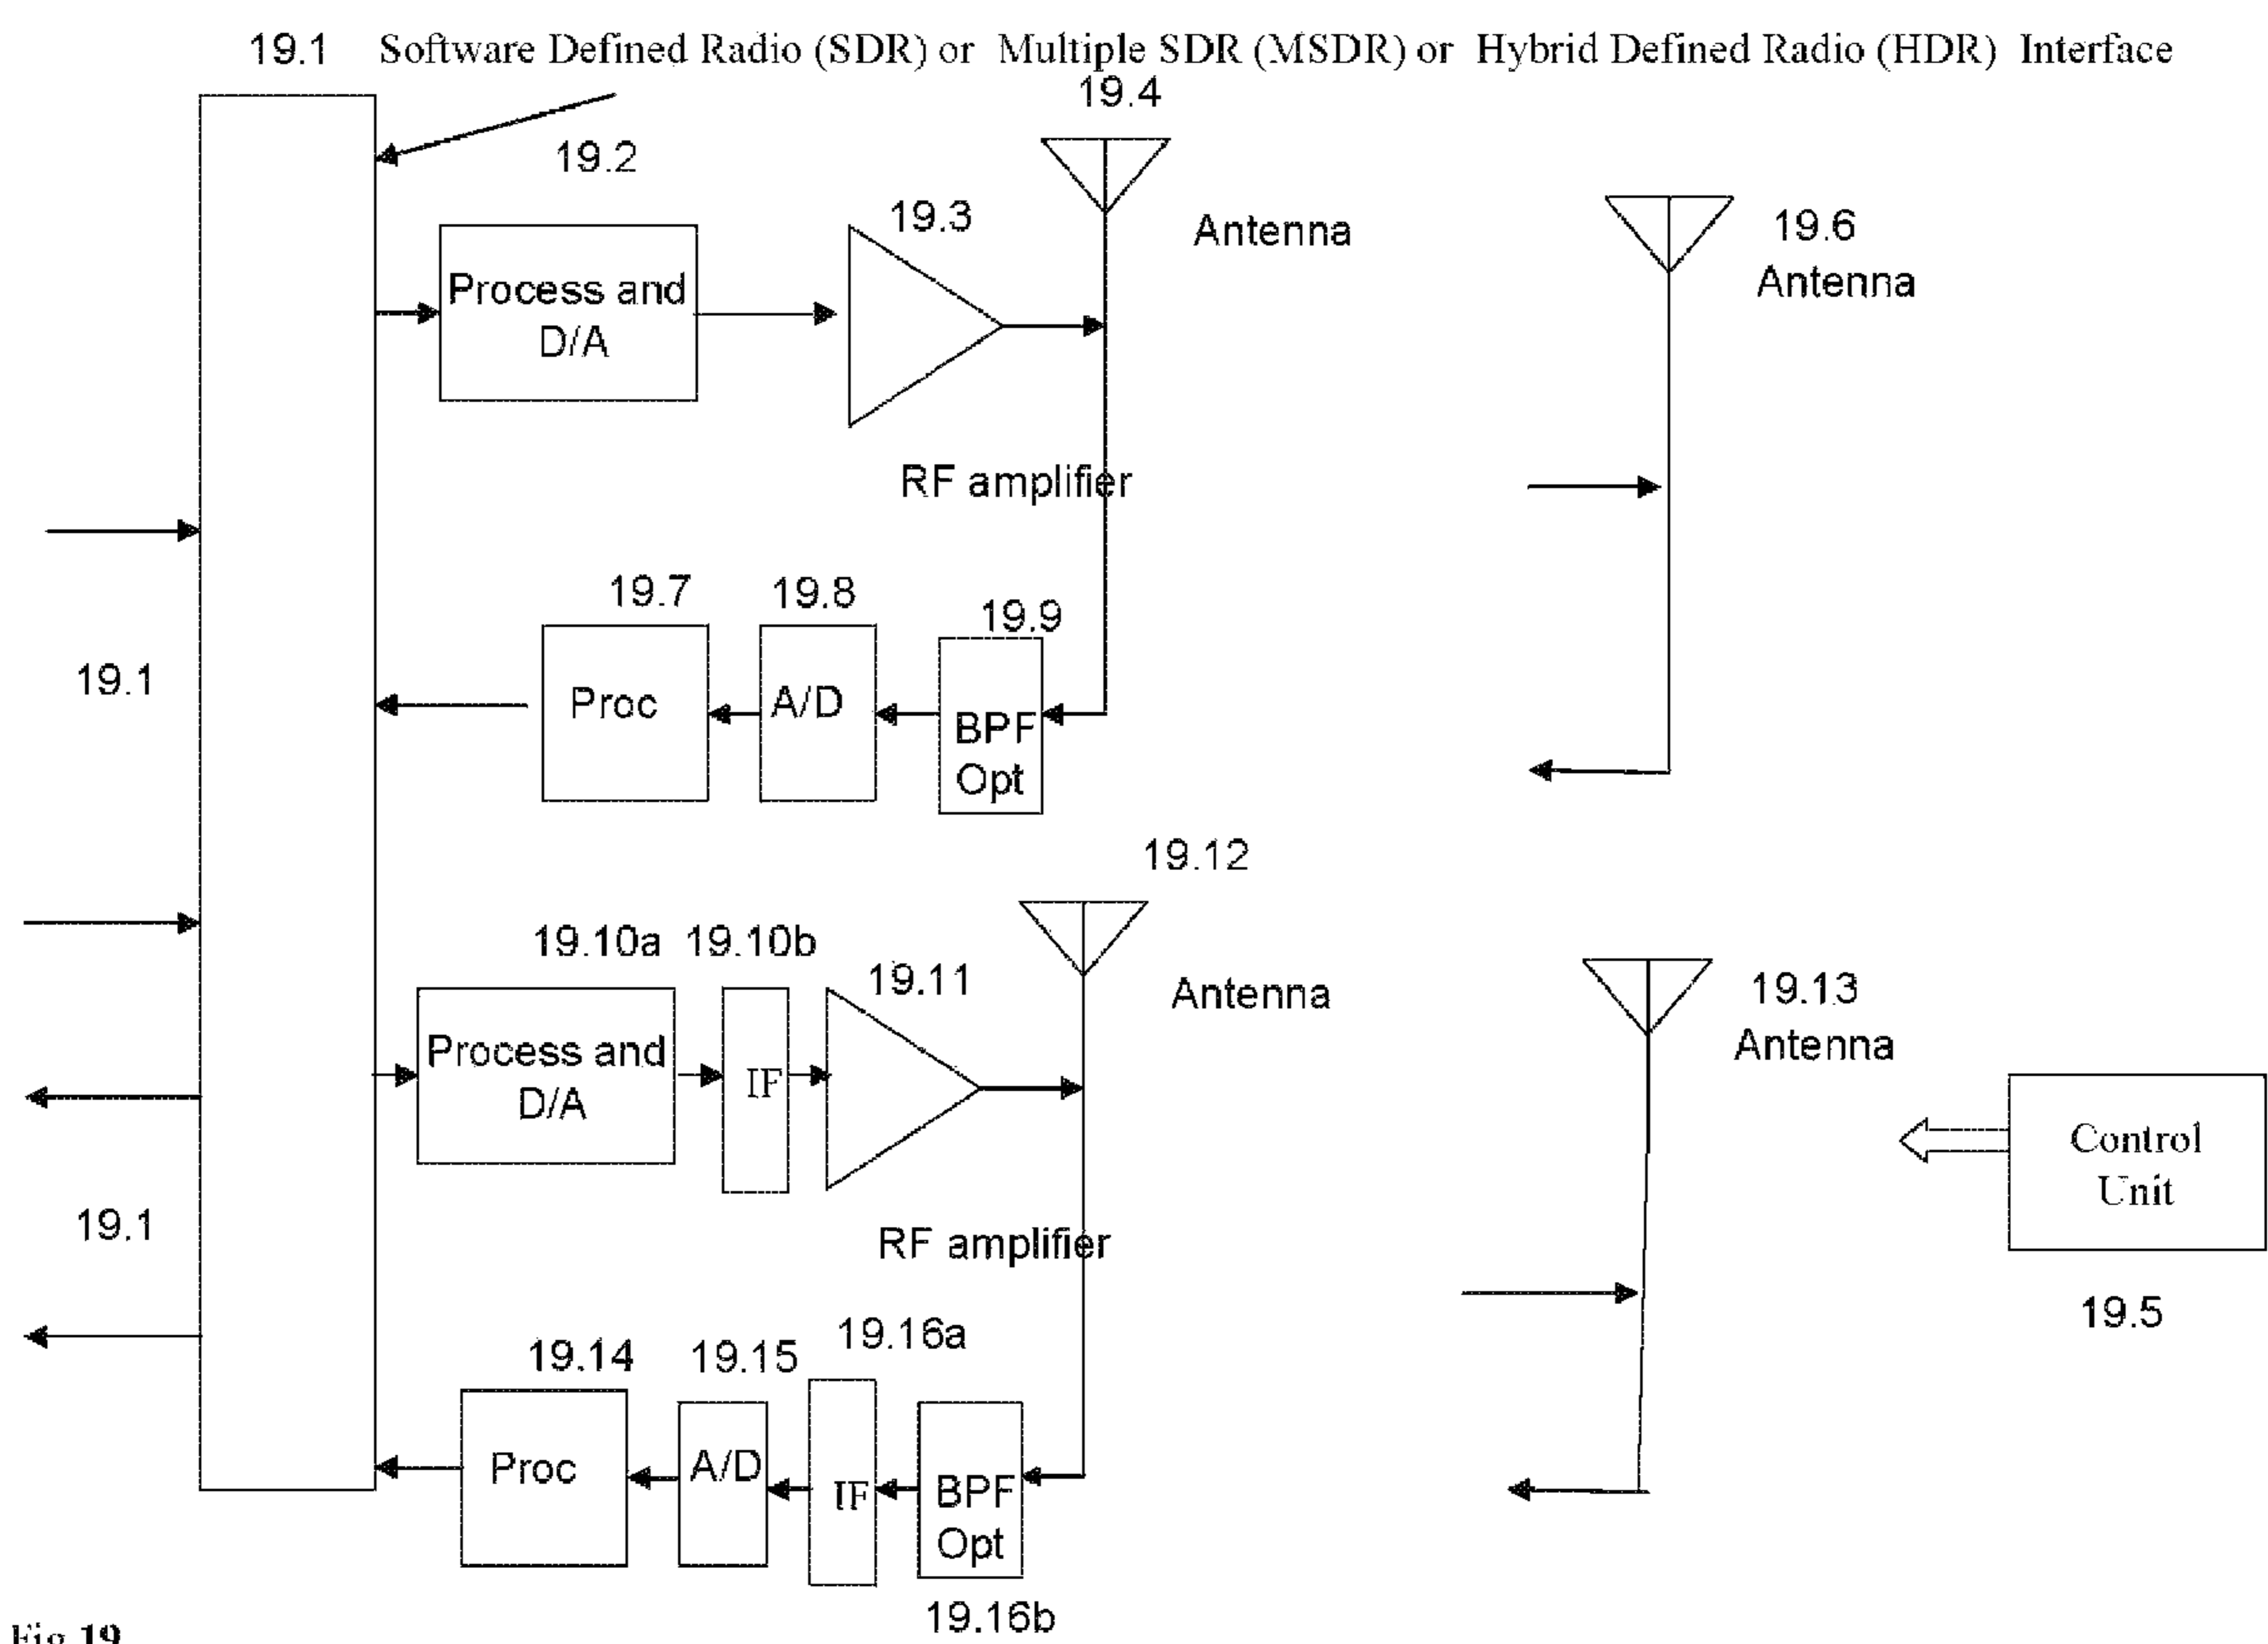 19.1 Software Defined Radio (SDR) or Multiple SDR (MSDR) or Hybrid Defined Radio (HDR) Interface
19.4
19.2
19.3
Antenna
19.6
Antenna
Process and
D/A
RF amplifier
19.7
19.8
19.9
19.1
Proc
A/D
BPF
Opt
19.12
19.10a
19.10b
19.11
Antenna
19.13
Antenna
Process and
D/A
IF
Control
Unit
19.1
RF amplifier
19.5
19.14
19.15
19.16a
Proc
A/D
IF
BPF
Opt
19.16b
Fig 19